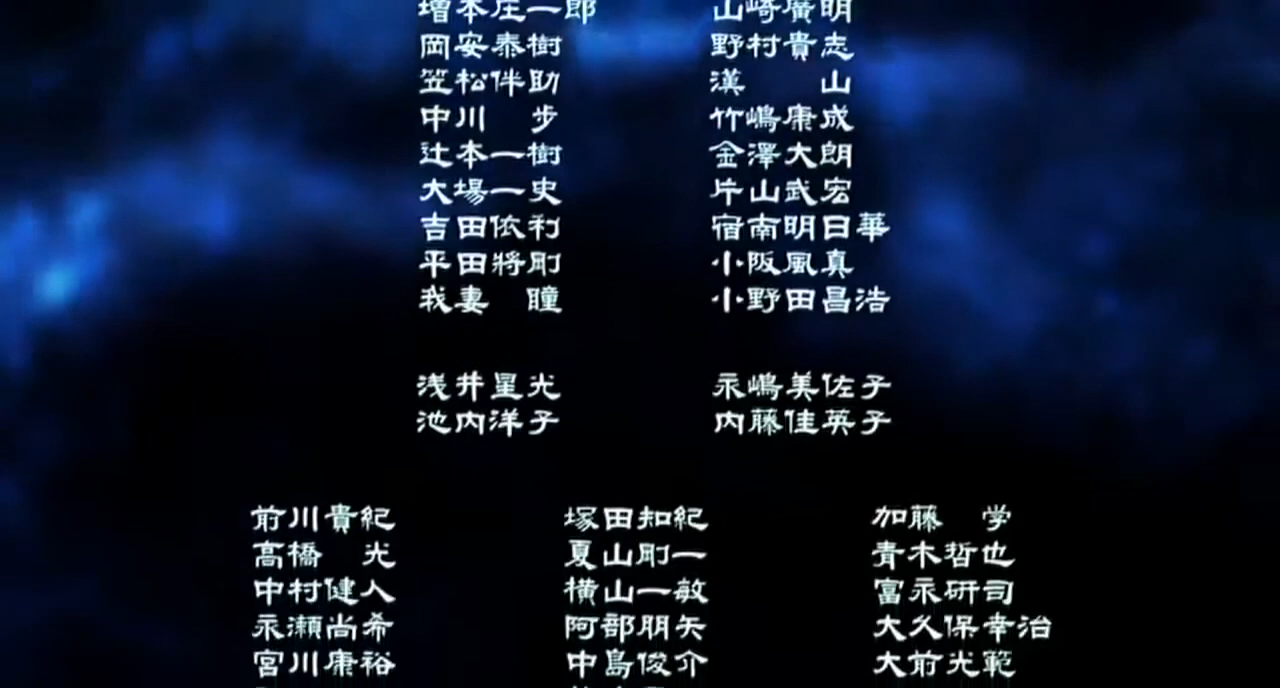 増本庄一郎 山崎廣明
岡安泰樹 野村貴志
笠松伴助 漢　　山
中川　歩 竹嶋康成
辻本一樹 金澤大朗
大場一史 片山武宏
吉田依利 宿南明日華
平田將剛 小阪風真
我妻　瞳 小野田昌浩
浅井星光 永嶋美佐子
池内洋子 内藤佳英子
前川貴紀 塚田知紀 加藤　学
高橋　光 夏山剛一 青木哲也
中村健人 横山一敏 富永研司
永瀬尚希 阿部朋矢 大久保幸治
宮川康裕 中島俊介 大前光範